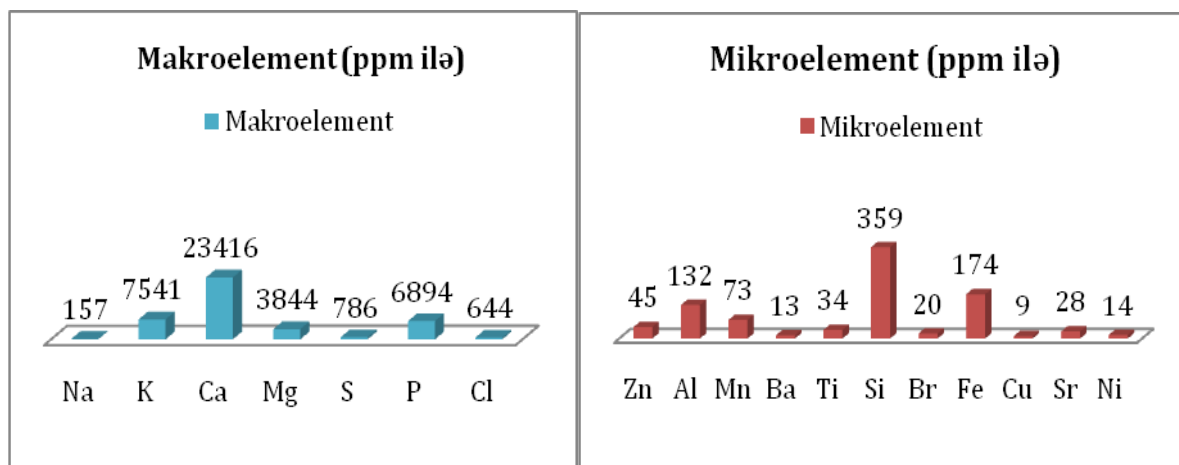 Makroelement (ppm ilə)
Makroelement
157 7541 23416 3844 786 6894 644
Na K Ca Mg S P Cl
Mikroelement (ppm ilə)
Mikroelement
45 132 73 13 34 359 20 174 9 28 14
Zn Al Mn Ba Ti Si Br Fe Cu Sr Ni